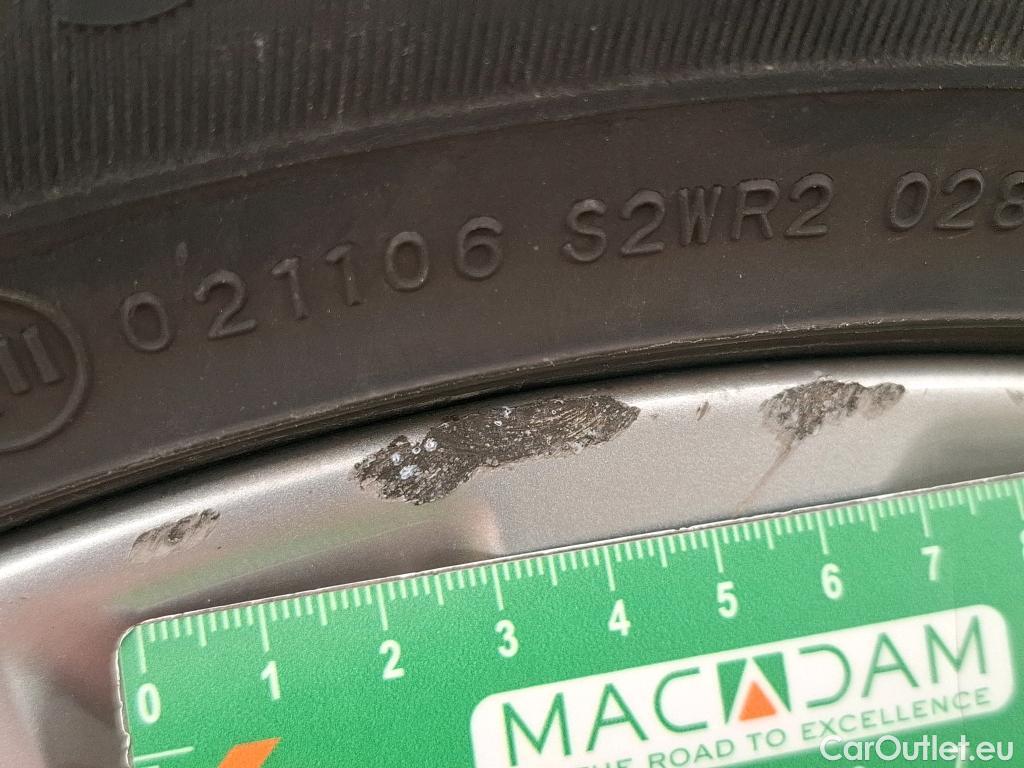 021106 S2WR2 028
0 1 2 3 4 5 6 7
MACADAM
THE ROAD TO EXCELLENCE
CarOutlet.eu